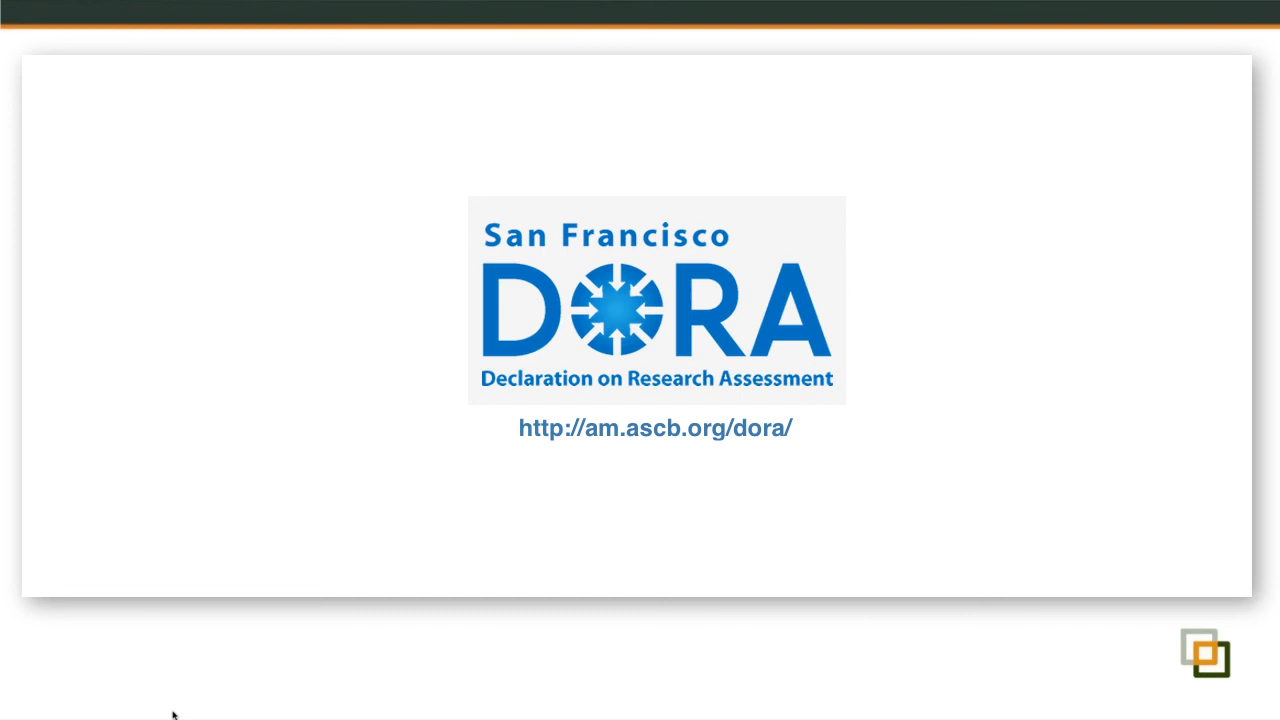 San Francisco
DORA
Declaration on Research Assessment
http://am.ascb.org/dora/